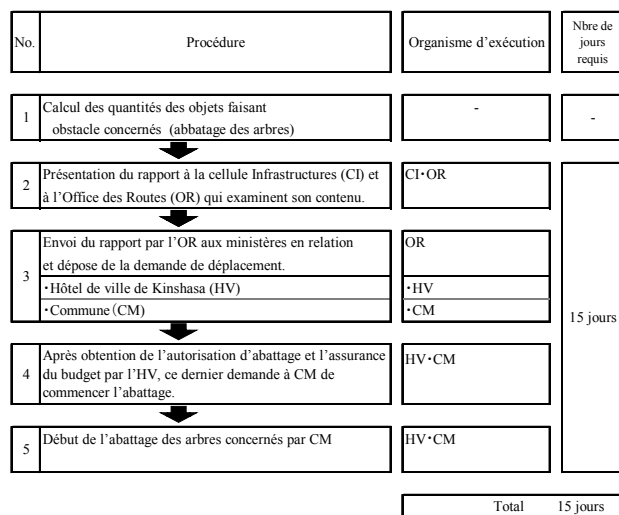 No.
Procédure
Organisme d'exécution
Nbre de
jours
requis
1
Calcul des quantités des objets faisant
obstacle concernés (abbatage des arbres)
-
-
2
Présentation du rapport à la cellule Infrastructures (CI) et
à l'Office des Routes (OR) qui examinent son contenu.
CI・OR
3
Envoi du rapport par l'OR aux ministères en relation
et dépose de la demande de déplacement.
OR
・Hôtel de ville de Kinshasa (HV)
・HV
・Commune (CM)
・CM
15 jours
4
Après obtention de l'autorisation d'abattage et l'assurance
du budget par l'HV, ce dernier demande à CM de
commencer l'abattage.
HV・CM
5
Début de l'abattage des arbres concernés par CM
HV・CM
Total 15 jours